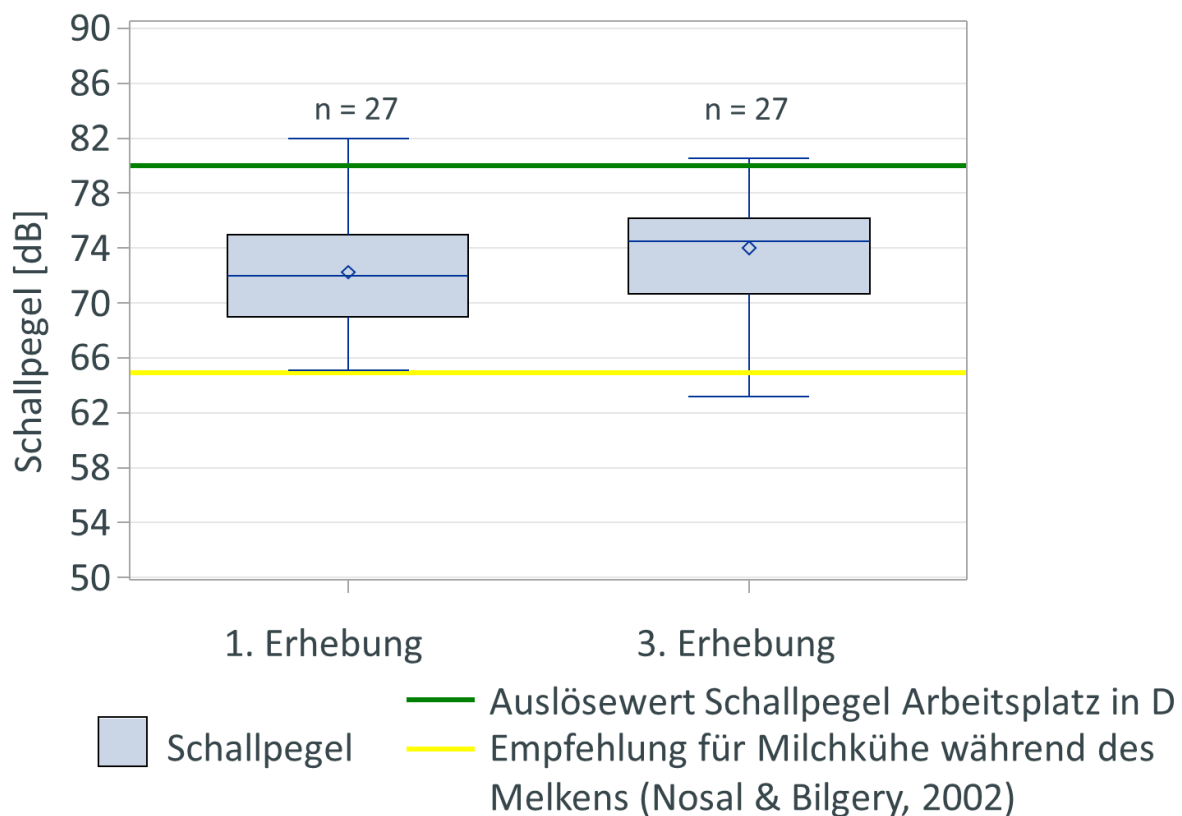 90
86
82
78
74
70
66
62
58
54
50
Schallpegel [dB]
n = 27
n = 27
1. Erhebung
3. Erhebung
Schallpegel
Auslösewert Schallpegel Arbeitsplatz in D
Empfehlung für Milchkühe während des
Melkens (Nosal & Bilgery, 2002)